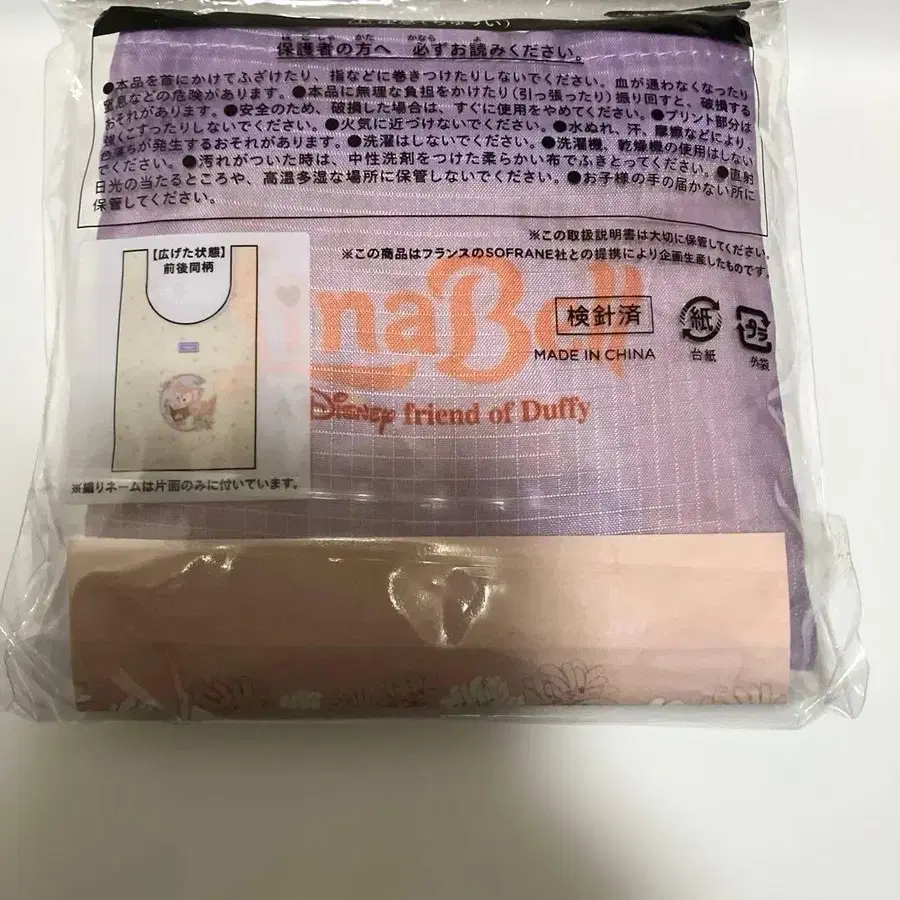 ほごしゃ かた かなら よ
保護者の方へ 必ずお読みください。
●本品を首にかけてふざけたり、指などに巻きつけたりしないでください。血が通わなくなったり
窒息などの危険があります。●本品に無理な負担をかけたり(引っ張ったり)振り回すと、破損する
おそれがあります。●安全のため、破損した場合は、すぐに使用をやめてください。●プリント部分は
強くこすったりしないでください。●火気に近づけないでください。●水ぬれ、汗、摩擦などにより、
色落ちが発生するおそれがあります。●洗濯はしないでください。●洗濯機、乾燥機の使用はしない
でください。●汚れがついた時は、中性洗剤をつけた柔らかい布でふきとってください。●直射
日光の当たるところや、高温多湿な場所に保管しないでください。●お子様の手の届かない所に
保管してください。
※この取扱説明書は大切に保管してください。
※この商品はフランスのSOFRANE社との提携により企画生産したものです。
【広げた状態】
前後同柄
※織りネームは片面のみに付いています。
inaBell
Disney friend of Duffy
検針済
MADE IN CHINA
紙
台紙
プラ
外袋